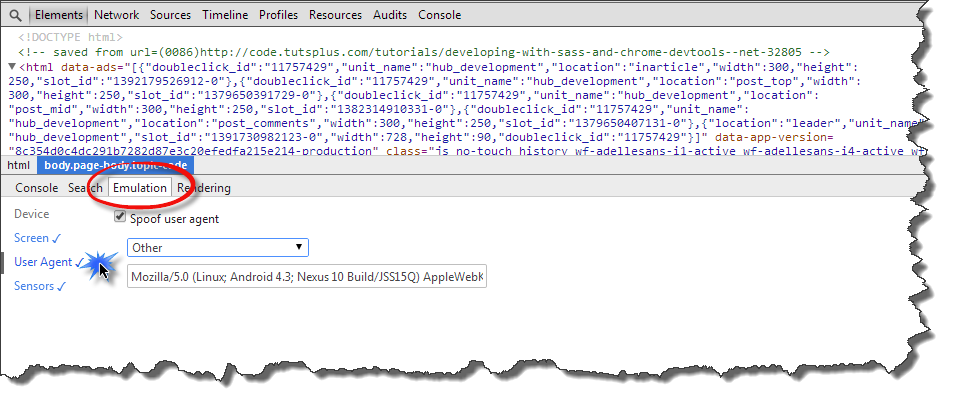 Elements Network Sources Timeline Profiles Resources Audits Console
<!DOCTYPE html>
<!-- saved from url=(0086)http://code.tutsplus.com/tutorials/developing-with-sass-and-chrome-devtools--net-32805 -->
▼<html data-ads="[{"doubleclick_id":"11757429","unit_name":"hub_development","location":"inarticle","width":300,"height":
250,"slot_id":"1392179526912-0"},{"doubleclick_id":"11757429","unit_name":"hub_development","location":"post_top","width":
300,"height":250,"slot_id":"1379650391729-0"},{"doubleclick_id":"11757429","unit_name":"hub_development","location":
"post_mid","width":300,"height":250,"slot_id":"1382314910331-0"},{"doubleclick_id":"11757429","unit_name":
"hub_development","location":"post_comments","width":300,"height":250,"slot_id":"1379650407131-0"},{"location":"leader","unit_name"
"hub_development","slot_id":"1391730982123-0","width":728,"height":90,"doubleclick_id":"11757429"}]" data-app-version=
"8c354d0c4dc291b7282d87e3c20efedfa215e214-production" class="js no-touch history wf-adellesans-i1-active wf-adellesans-i4-active wf-
html body.page-body.topic-code
Console Search Emulation Rendering
Device
Spoof user agent
Screen ✓
Other
User Agent ✓
Mozilla/5.0 (Linux; Android 4.3; Nexus 10 Build/JSS15Q) AppleWebK
Sensors ✓